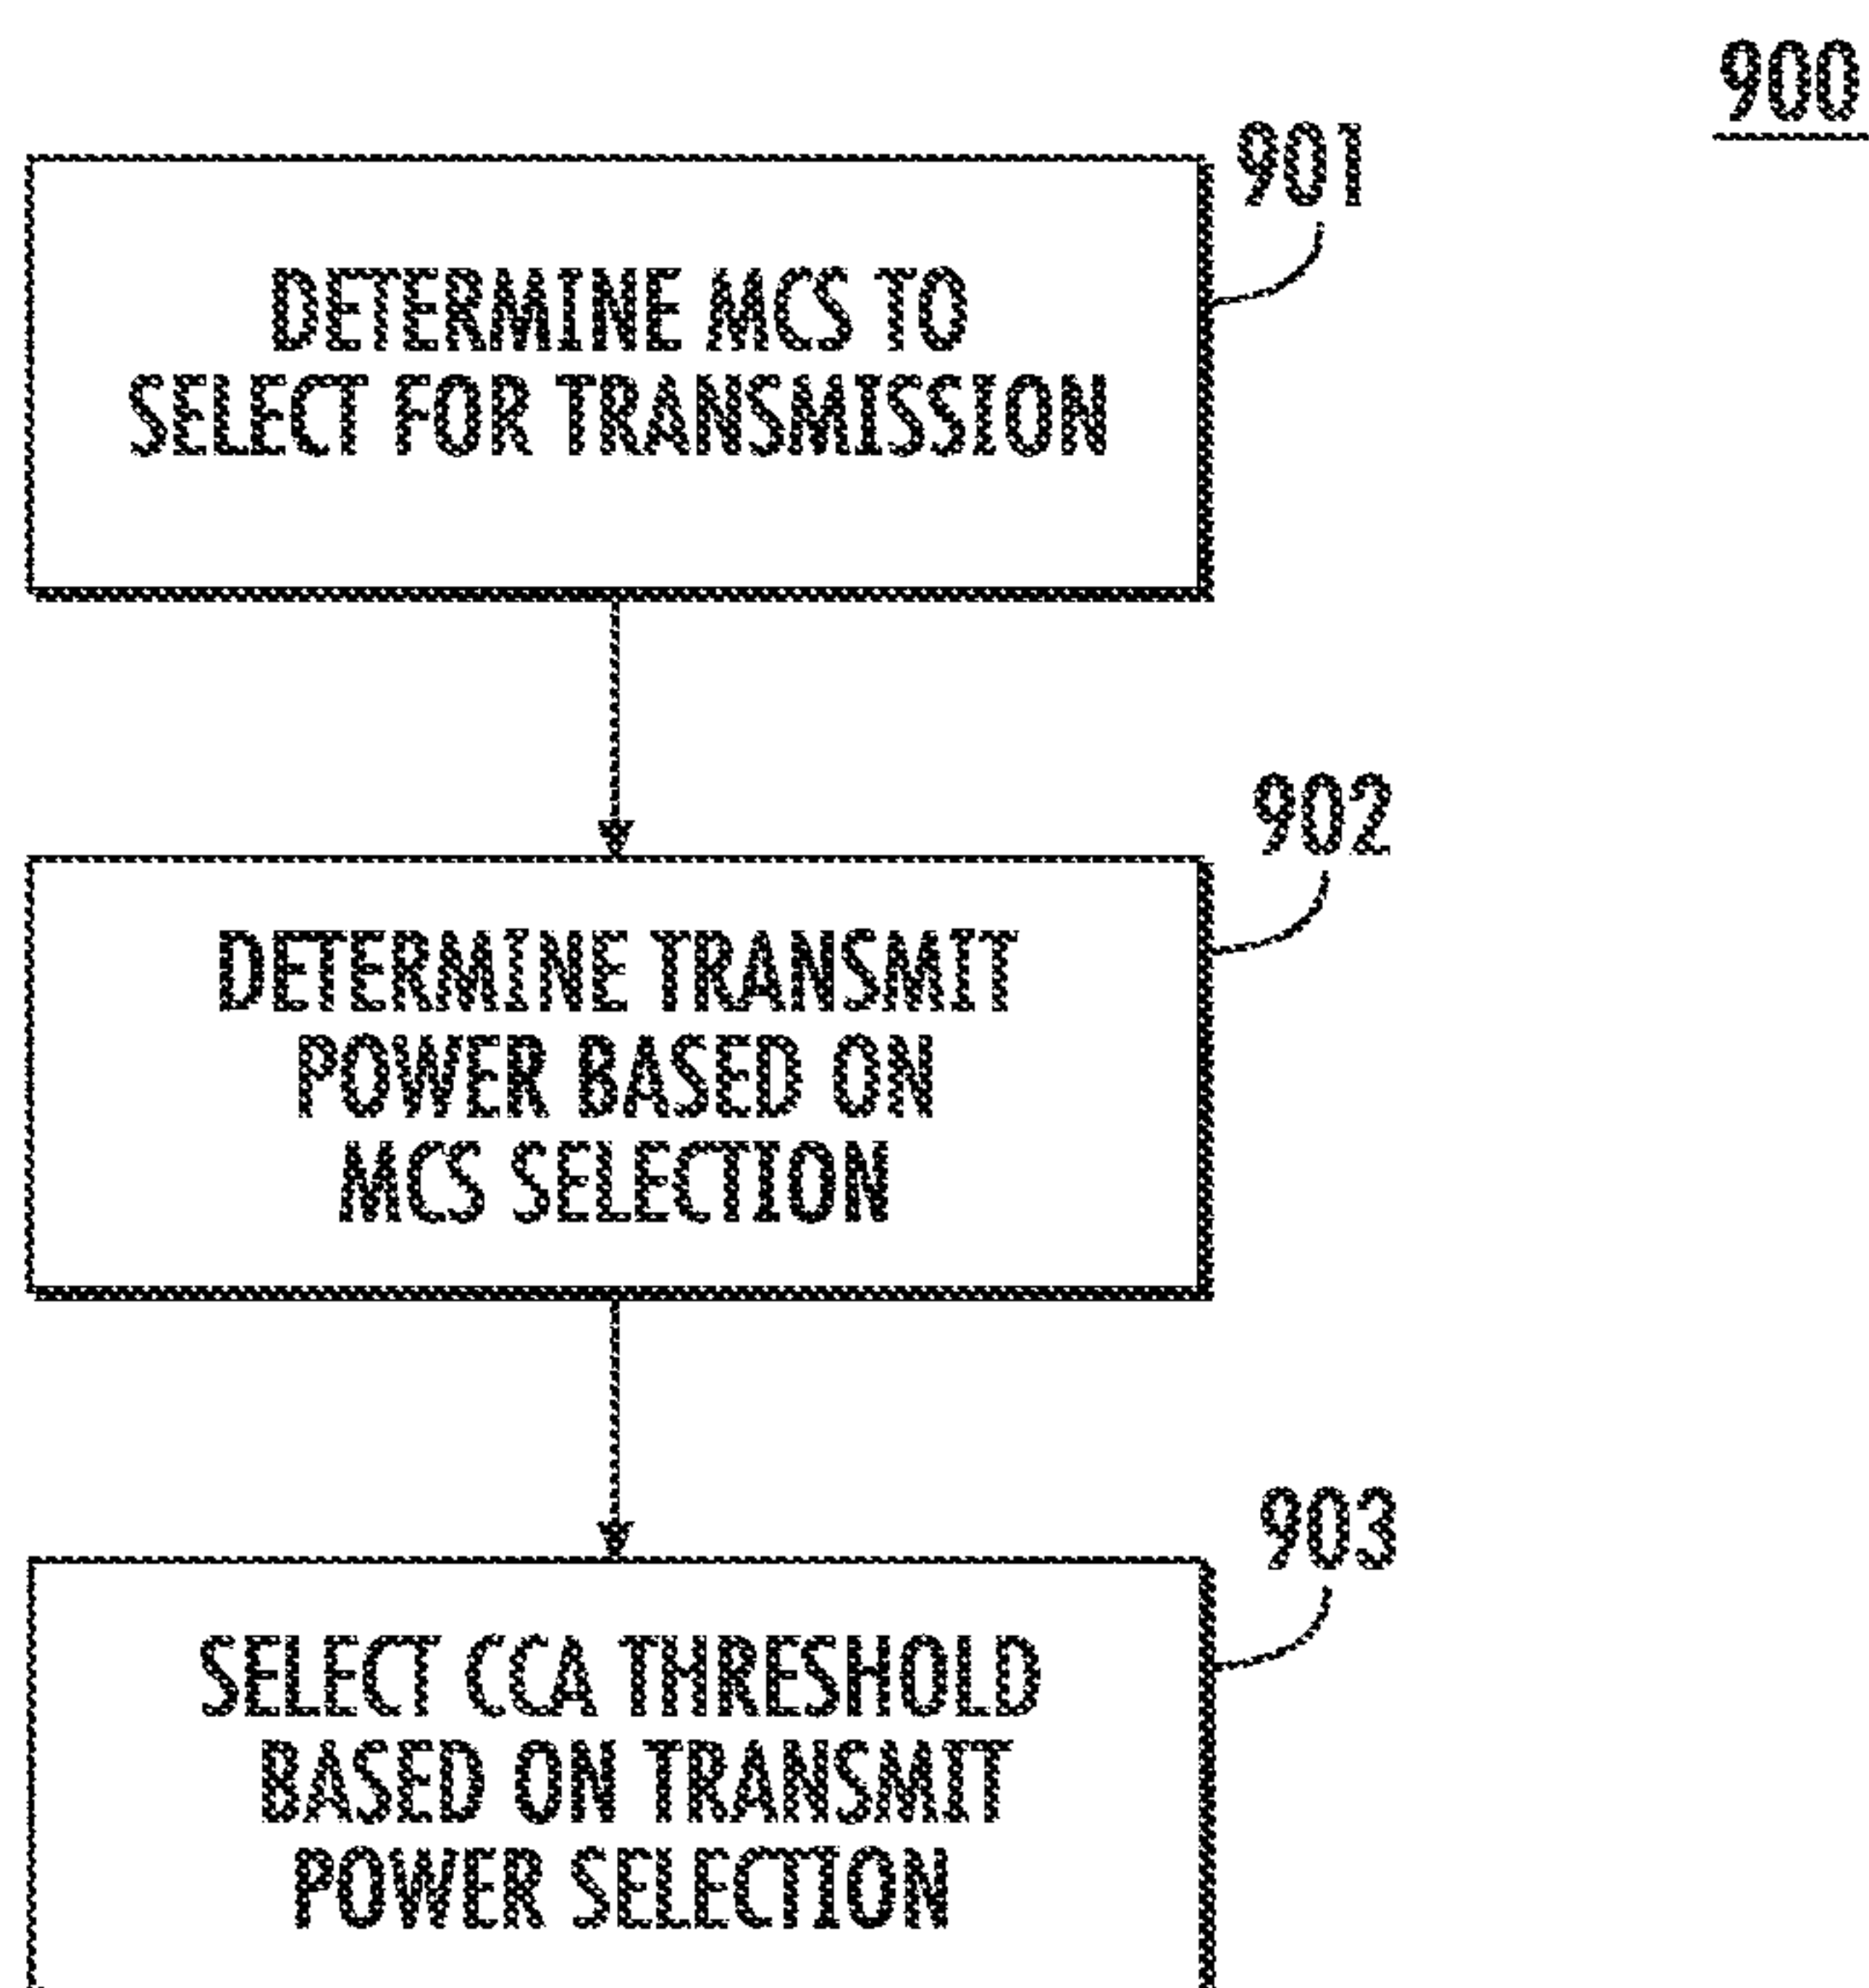 900
901
DETERMINE MCS TO
SELECT FOR TRANSMISSION
902
DETERMINE TRANSMIT
POWER BASED ON
MCS SELECTION
903
SELECT CCA THRESHOLD
BASED ON TRANSMIT
POWER SELECTION